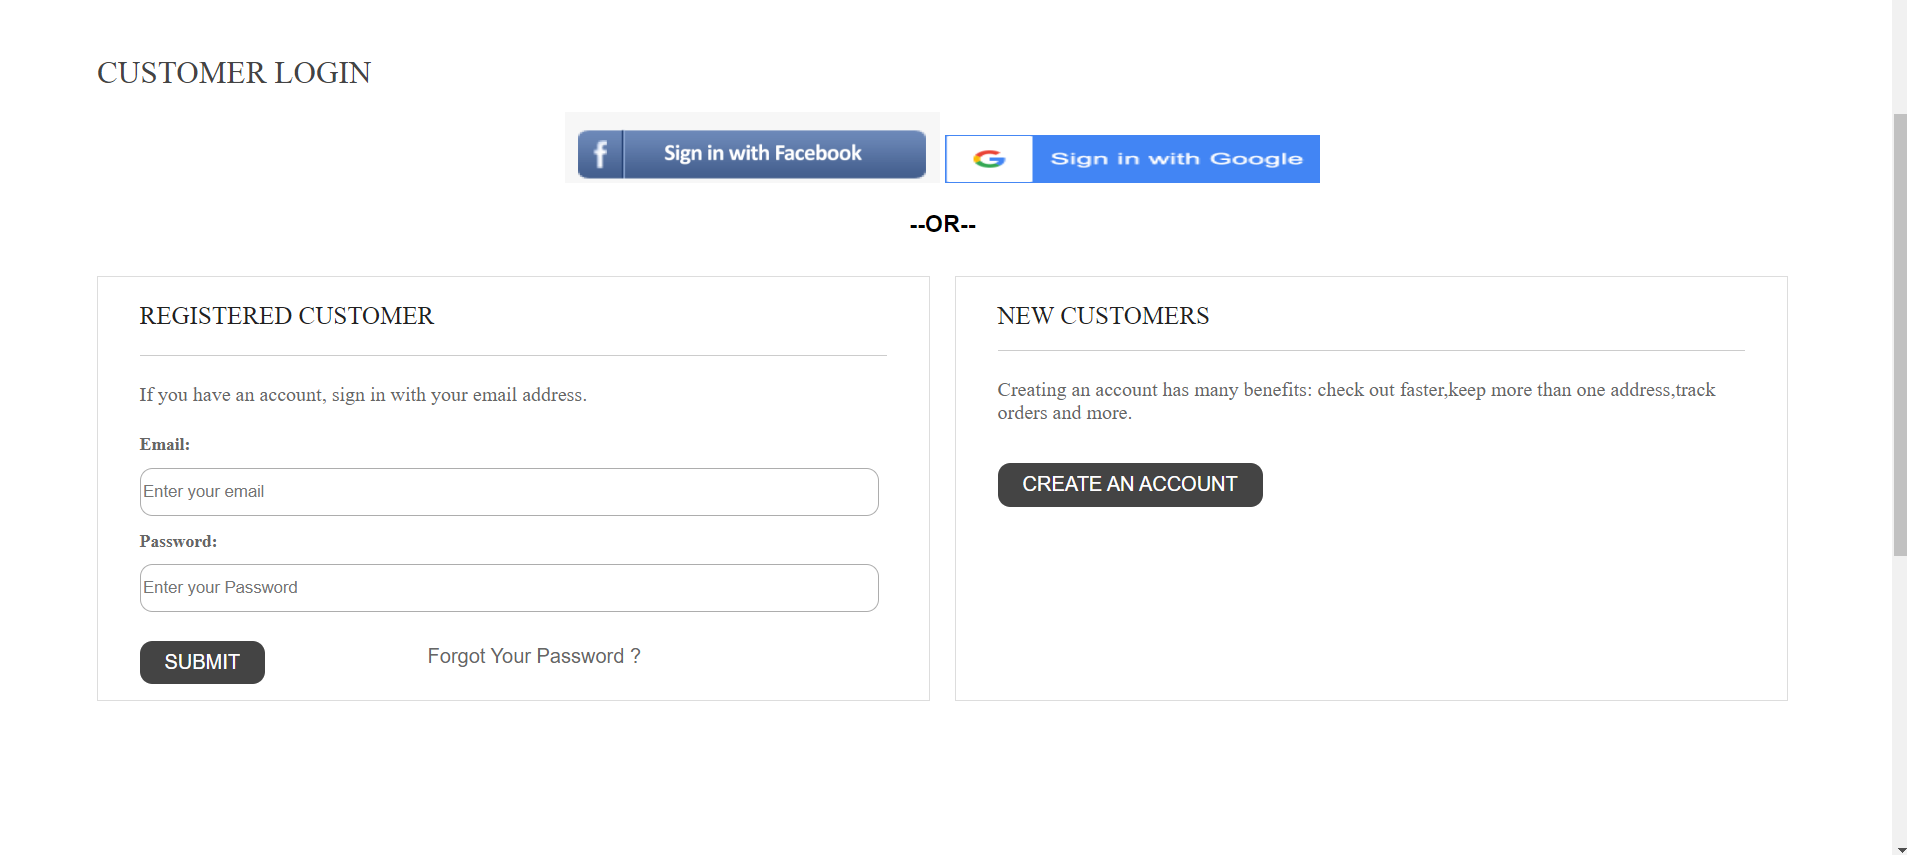 CUSTOMER LOGIN
f Sign in with Facebook
G Sign in with Google
--OR--
REGISTERED CUSTOMER
If you have an account, sign in with your email address.
Email:
Enter your email
Password:
Enter your Password
SUBMIT
Forgot Your Password ?
NEW CUSTOMERS
Creating an account has many benefits: check out faster,keep more than one address,track
orders and more.
CREATE AN ACCOUNT